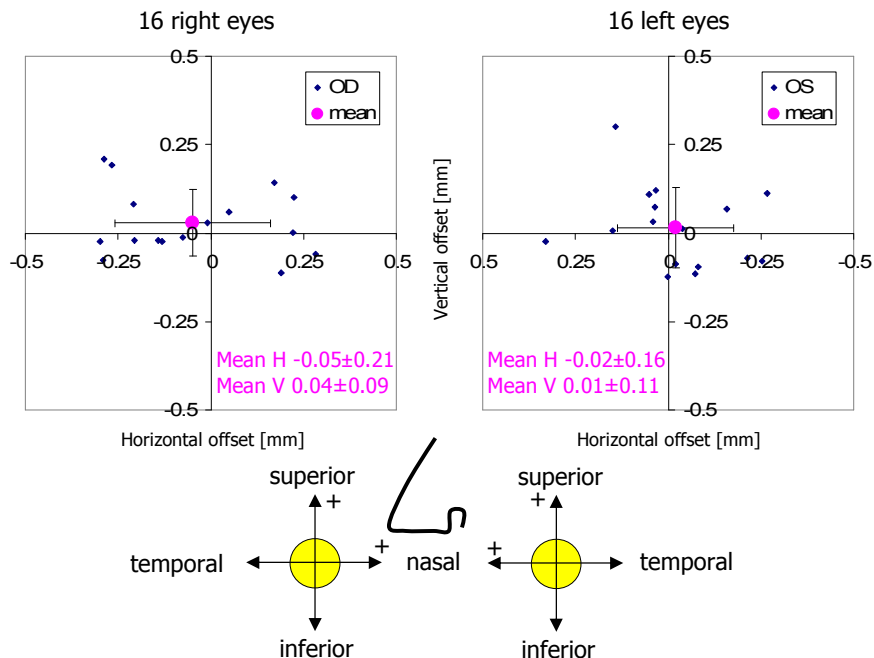 16 right eyes
0.5
OD
mean
0.25
0
-0.5
-0.25
0
0.25
0.5
-0.25
Mean H -0.05±0.21
Mean V 0.04±0.09
-0.5
Horizontal offset [mm]
16 left eyes
Vertical offset [mm]
0.5
OS
mean
0.25
0
0.5
0.25
0
-0.25
-0.5
-0.25
Mean H -0.02±0.16
Mean V 0.01±0.11
-0.5
Horizontal offset [mm]
superior
+
superior
+
temporal
+
nasal
+
temporal
inferior
inferior